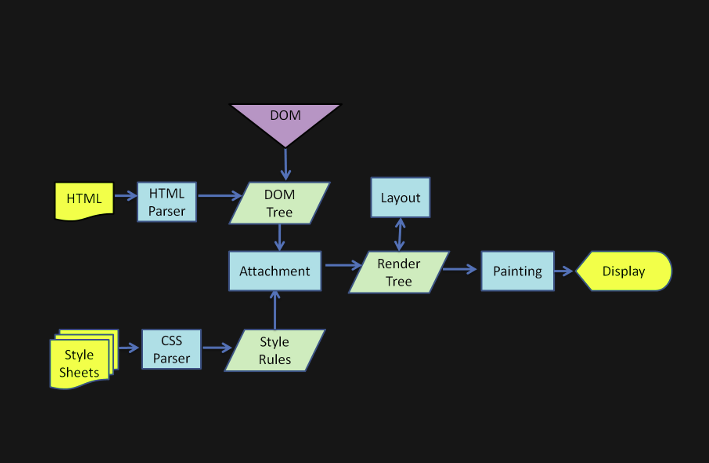 DOM
HTML
HTML
Parser
DOM
Tree
Layout
Attachment
Render
Tree
Painting
Display
Style
Sheets
CSS
Parser
Style
Rules